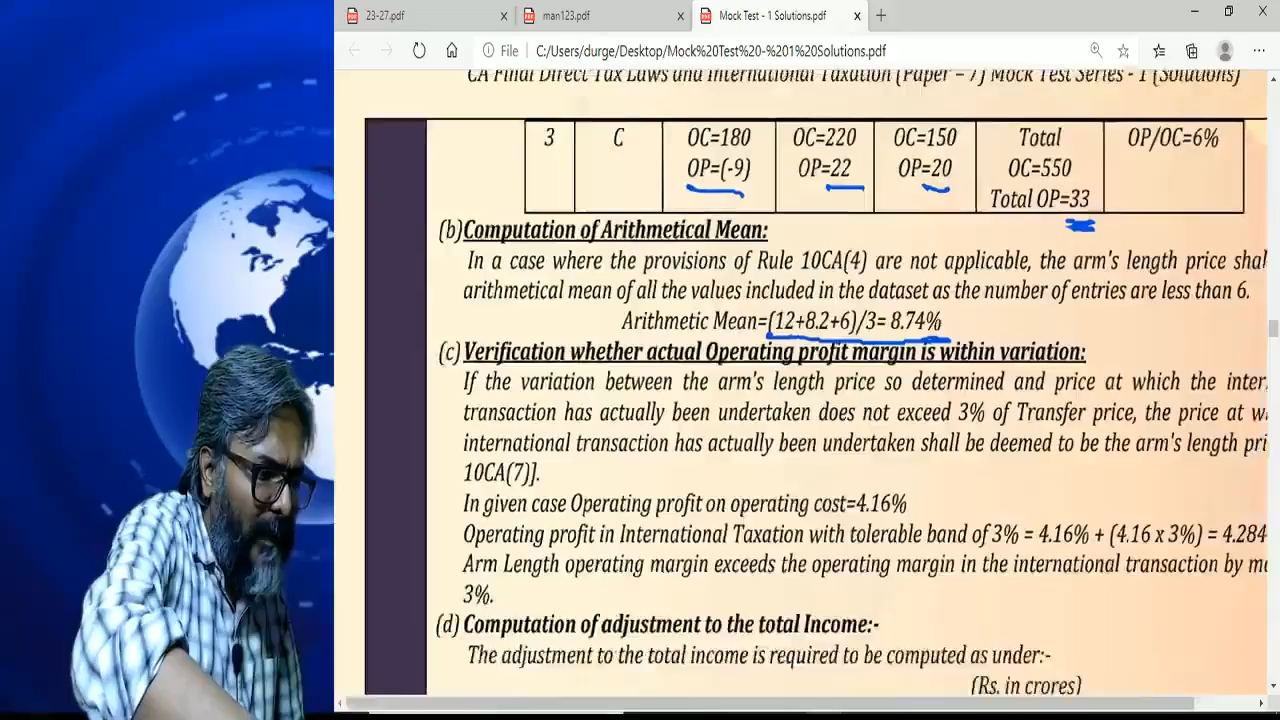 23-27.pdf
man123.pdf
Mock Test - 1 Solutions.pdf
File
C:/Users/durge/Desktop/Mock%20Test%20-%201%20Solutions.pdf
CA Final Direct Tax Laws and International Taxation (Paper – 7) Mock Test Series - 1 (Solutions)
3 C OC=180 OC=220 OC=150 Total OP/OC=6%
OP=(-9) OP=22 OP=20 OC=550
Total OP=33
(b) Computation of Arithmetical Mean:
In a case where the provisions of Rule 10CA(4) are not applicable, the arm's length price shal
arithmetical mean of all the values included in the dataset as the number of entries are less than 6.
Arithmetic Mean=(12+8.2+6)/3= 8.74%
(c) Verification whether actual Operating profit margin is within variation:
If the variation between the arm's length price so determined and price at which the inter
transaction has actually been undertaken does not exceed 3% of Transfer price, the price at w
international transaction has actually been undertaken shall be deemed to be the arm's length pri
10CA(7)].
In given case Operating profit on operating cost=4.16%
Operating profit in International Taxation with tolerable band of 3% = 4.16% + (4.16 x 3%) = 4.284
Arm Length operating margin exceeds the operating margin in the international transaction by m
3%.
(d) Computation of adjustment to the total Income:-
The adjustment to the total income is required to be computed as under:-
(Rs. in crores)